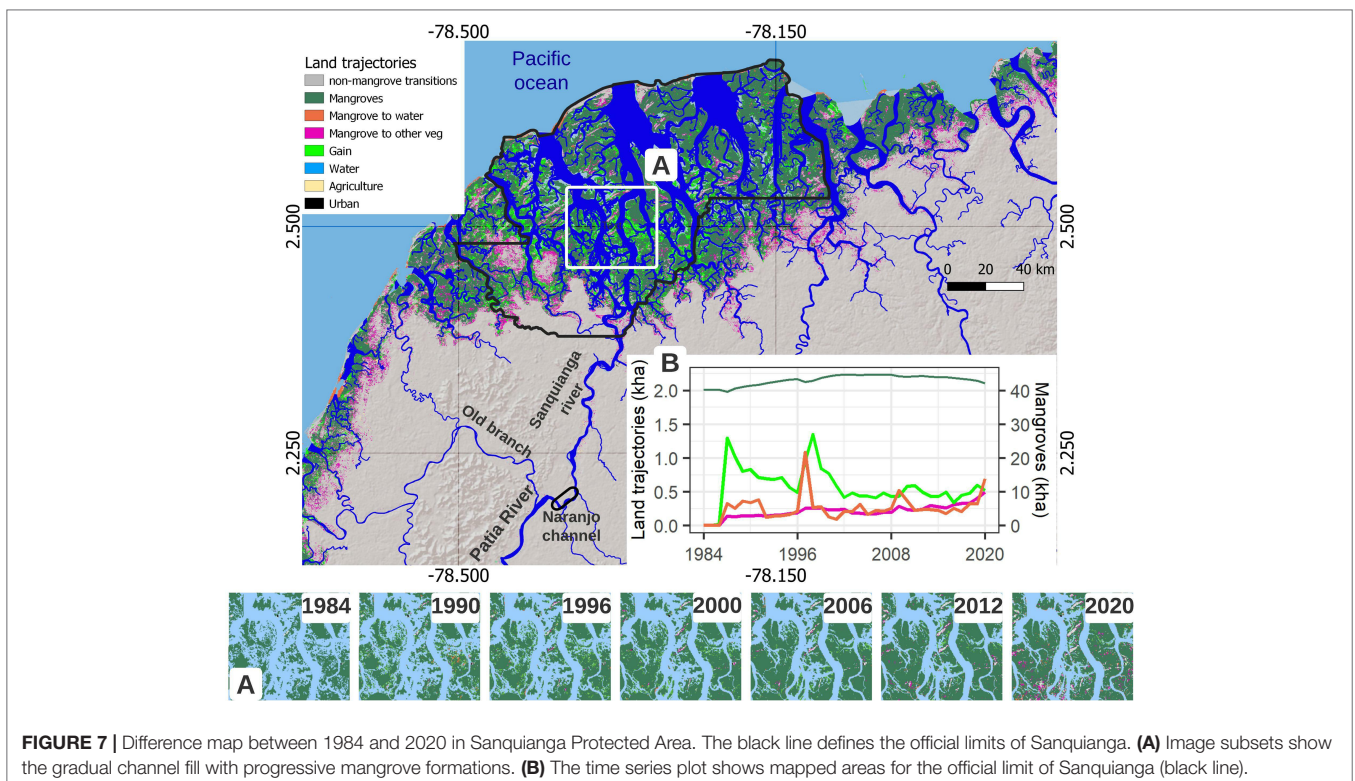 -78.500
-78.150
Land trajectories
non-mangrove transitions
Mangroves
Mangrove to water
Mangrove to other veg
Gain
Water
Agriculture
Urban
Pacific
ocean
A
2.500
2.500
0 20 40 km
Sanquianga
river
Old branch
Patia River
Naranjo
channel
2.250
2.250
B
Land trajectories (kha)
2.0
1.5
1.0
0.5
0.0
Mangroves
(kha)
40
30
20
10
0
1984 1996 2008 2020
-78.500
-78.150
1984 1990 1996 2000 2006 2012 2020
A
FIGURE 7 | Difference map between 1984 and 2020 in Sanquianga Protected Area. The black line defines the official limits of Sanquianga. (A) Image subsets show
the gradual channel fill with progressive mangrove formations. (B) The time series plot shows mapped areas for the official limit of Sanquianga (black line).